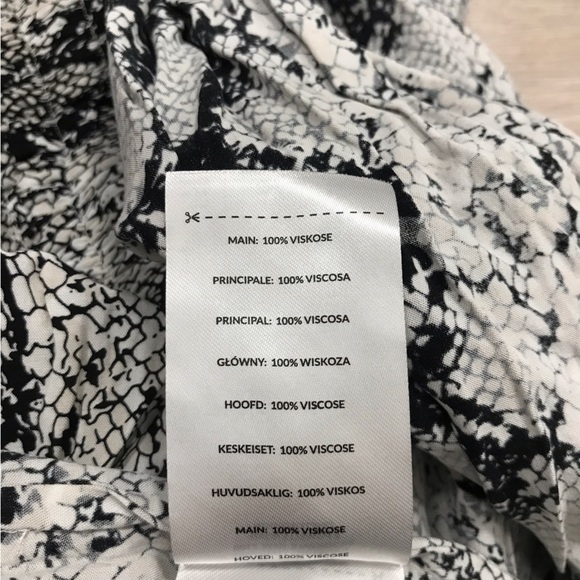 MAIN: 100% VISKOSE
PRINCIPALE: 100% VISCOSA
PRINCIPAL: 100% VISCOSA
GŁÓWNY: 100% WISKOZA
HOOFD: 100% VISCOSE
KESKEISET: 100% VISCOSE
HUVUDSAKLIG: 100% VISKOS
MAIN: 100% VISKOSE
HOVED: 100% VISCOSE